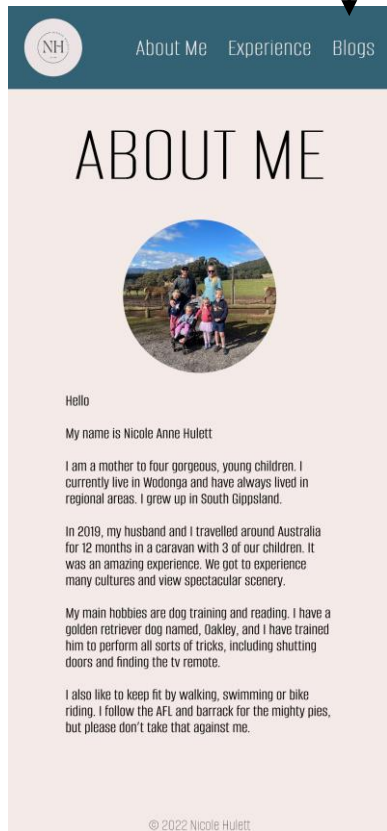 NH
About Me Experience Blogs
ABOUT ME
Hello
My name is Nicole Anne Hulett
I am a mother to four gorgeous, young children. I
currently live in Wodonga and have always lived in
regional areas. I grew up in South Gippsland.
In 2019, my husband and I travelled around Australia
for 12 months in a caravan with 3 of our children. It
was an amazing experience. We got to experience
many cultures and view spectacular scenery.
My main hobbies are dog training and reading. I have a
golden retriever dog named, Oakley, and I have trained
him to perform all sorts of tricks, including shutting
doors and finding the tv remote.
I also like to keep fit by walking, swimming or bike
riding. I follow the AFL and barrack for the mighty pies,
but please don't take that against me.
© 2022 Nicole Hulett